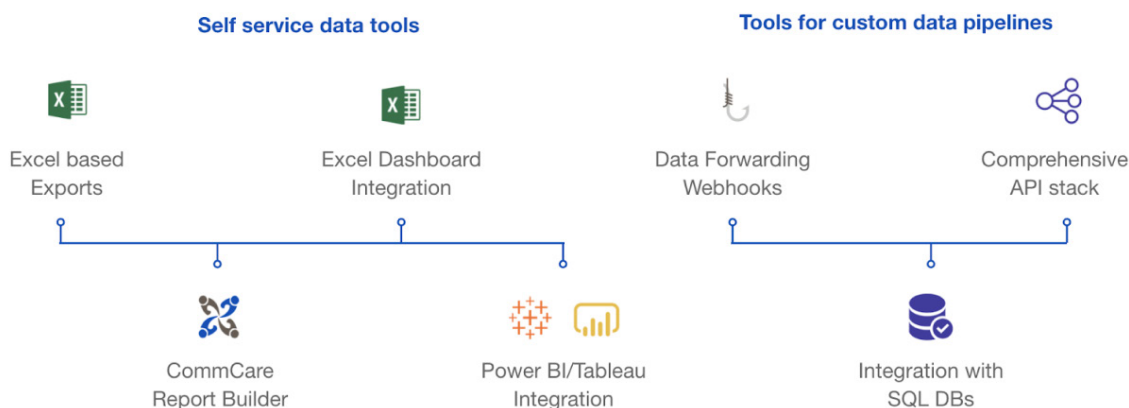 Self service data tools
Tools for custom data pipelines
X
X
Excel based
Exports
Excel Dashboard
Integration
Data Forwarding
Webhooks
Comprehensive
API stack
CommCare
Report Builder
Power BI/Tableau
Integration
Integration with
SQL DBs